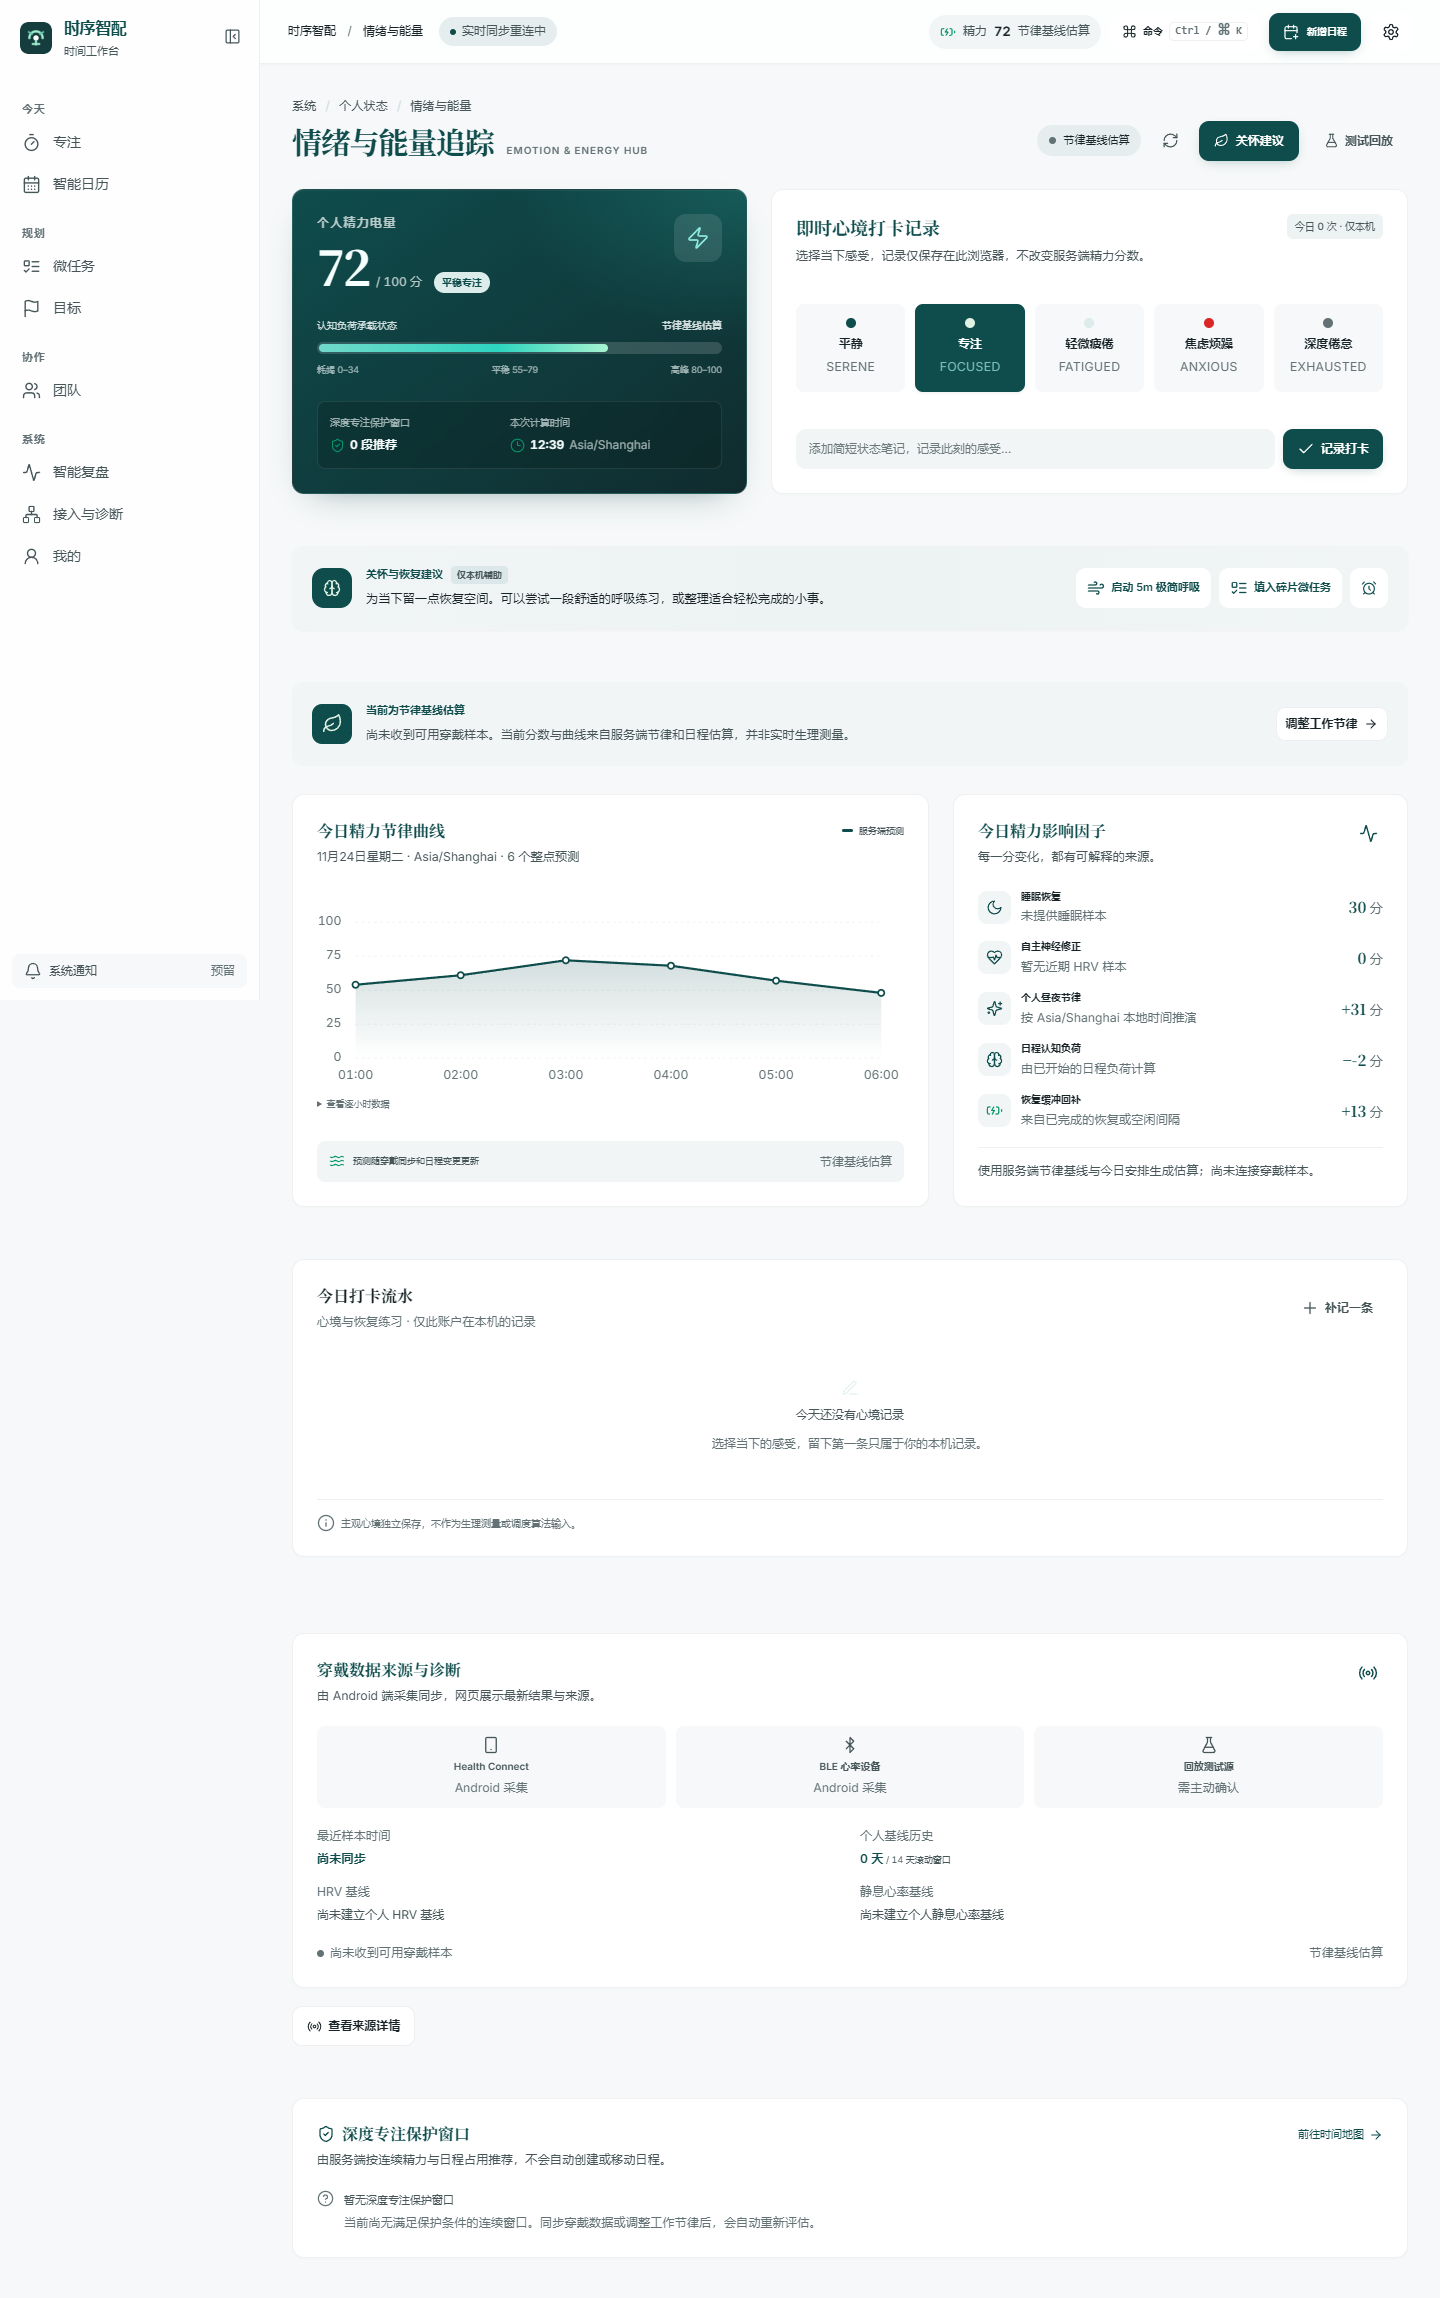 时序智配
时间工作台
今天
专注
智能日历
规划
微任务
目标
协作
团队
系统
智能复盘
接入与诊断
我的
系统通知 预留
时序智配 / 情绪与能量 实时同步重连中
精力 72 节律基线估算
命令 Ctrl / ⌘ K
新增日程
系统 / 个人状态 / 情绪与能量
情绪与能量追踪 EMOTION & ENERGY HUB
节律基线估算
关怀建议
测试回放
个人精力电量
72 / 100 分 平稳专注
认知负荷承载状态 节律基线估算
耗竭 0–34 平稳 55–79 高峰 80–100
深度专注保护窗口
0 段推荐
本次计算时间
12:39 Asia/Shanghai
即时心境打卡记录
今日 0 次 · 仅本机
选择当下感受，记录仅保存在此浏览器，不改变服务端精力分数。
平静
SERENE
专注
FOCUSED
轻微疲倦
FATIGUED
焦虑烦躁
ANXIOUS
深度倦怠
EXHAUSTED
添加简短状态笔记，记录此刻的感受...
记录打卡
关怀与恢复建议 仅本机辅助
为当下留一点恢复空间。可以尝试一段舒适的呼吸练习，或整理适合轻松完成的小事。
启动 5m 极简呼吸
填入碎片微任务
当前为节律基线估算
尚未收到可用穿戴样本。当前分数与曲线来自服务端节律和日程估算，并非实时生理测量。
调整工作节律
今日精力节律曲线
服务端预测
11月24日星期二 · Asia/Shanghai · 6 个整点预测
100
75
50
25
0
01:00 02:00 03:00 04:00 05:00 06:00
查看逐小时数据
预测随穿戴同步和日程变更更新 节律基线估算
今日精力影响因子
每一分变化，都有可解释的来源。
睡眠恢复
未提供睡眠样本
30 分
自主神经修正
暂无近期 HRV 样本
0 分
个人昼夜节律
按 Asia/Shanghai 本地时间推演
+31 分
日程认知负荷
由已开始的日程负荷计算
−-2 分
恢复缓冲回补
来自已完成的恢复或空闲间隔
+13 分
使用服务端节律基线与今日安排生成估算；尚未连接穿戴样本。
今日打卡流水
心境与恢复练习 · 仅此账户在本机的记录
补记一条
今天还没有心境记录
选择当下的感受，留下第一条只属于你的本机记录。
主观心境独立保存，不作为生理测量或调度算法输入。
穿戴数据来源与诊断
由 Android 端采集同步，网页展示最新结果与来源。
Health Connect
Android 采集
BLE 心率设备
Android 采集
回放测试源
需主动确认
最近样本时间
尚未同步
个人基线历史
0 天 / 14 天滚动窗口
HRV 基线
尚未建立个人 HRV 基线
静息心率基线
尚未建立个人静息心率基线
尚未收到可用穿戴样本 节律基线估算
查看来源详情
深度专注保护窗口
前往时间地图
由服务端按连续精力与日程占用推荐，不会自动创建或移动日程。
暂无深度专注保护窗口
当前尚无满足保护条件的连续窗口。同步穿戴数据或调整工作节律后，会自动重新评估。